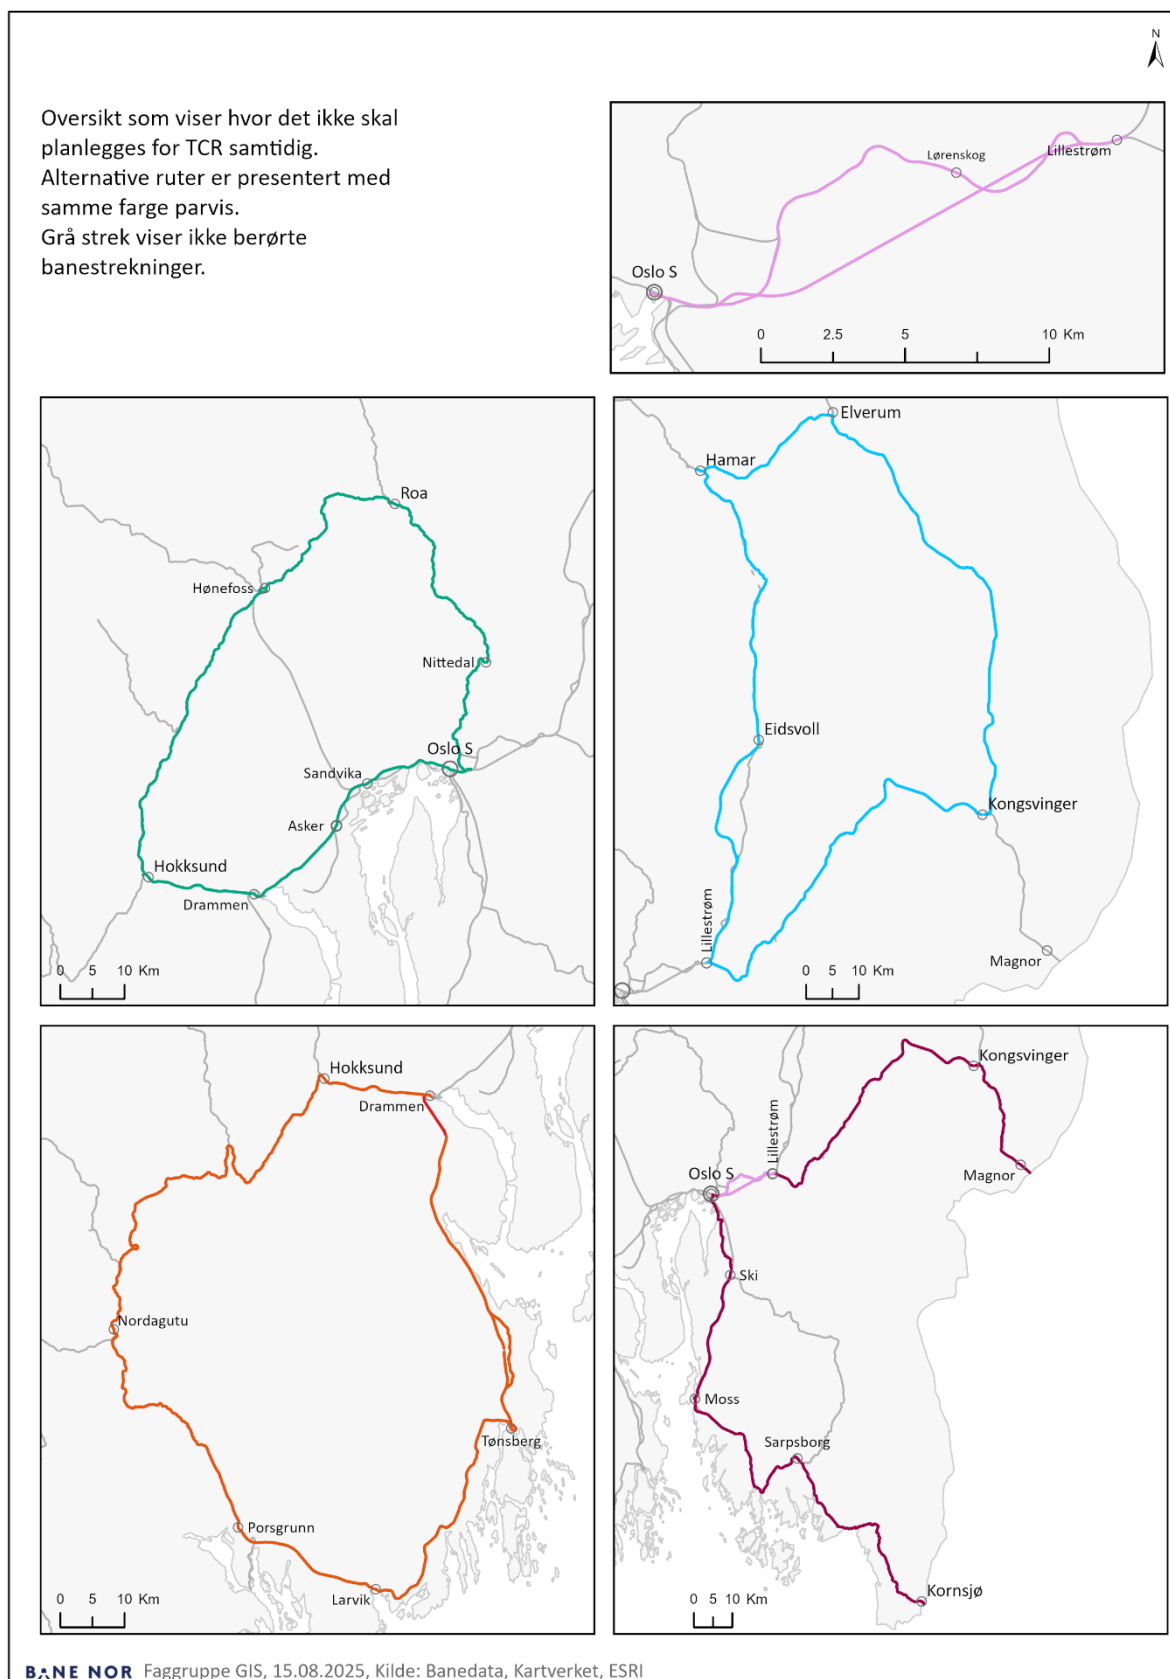 N
Oversikt som viser hvor det ikke skal
planlegges for TCR samtidig.
Alternative ruter er presentert med
samme farge parvis.
Grå strek viser ikke berørte
banestrekninger.
Lørenskog
Lillestrøm
Oslo S
0 2.5 5 10 Km
Roa
Hønefoss
Nittedal
Oslo S
Sandvika
Asker
Hokksund
Drammen
0 5 10 Km
Elverum
Hamar
Eidsvoll
Kongsvinger
Lillestrøm
Magnor
0 5 10 Km
Hokksund
Drammen
Nordagutu
Tønsberg
Porsgrunn
Larvik
0 5 10 Km
Kongsvinger
Lillestrøm
Magnor
Oslo S
Ski
Moss
Sarpsborg
Kornsjø
0 5 10 Km
BANE NOR Faggruppe GIS, 15.08.2025, Kilde: Banedata, Kartverket, ESRI